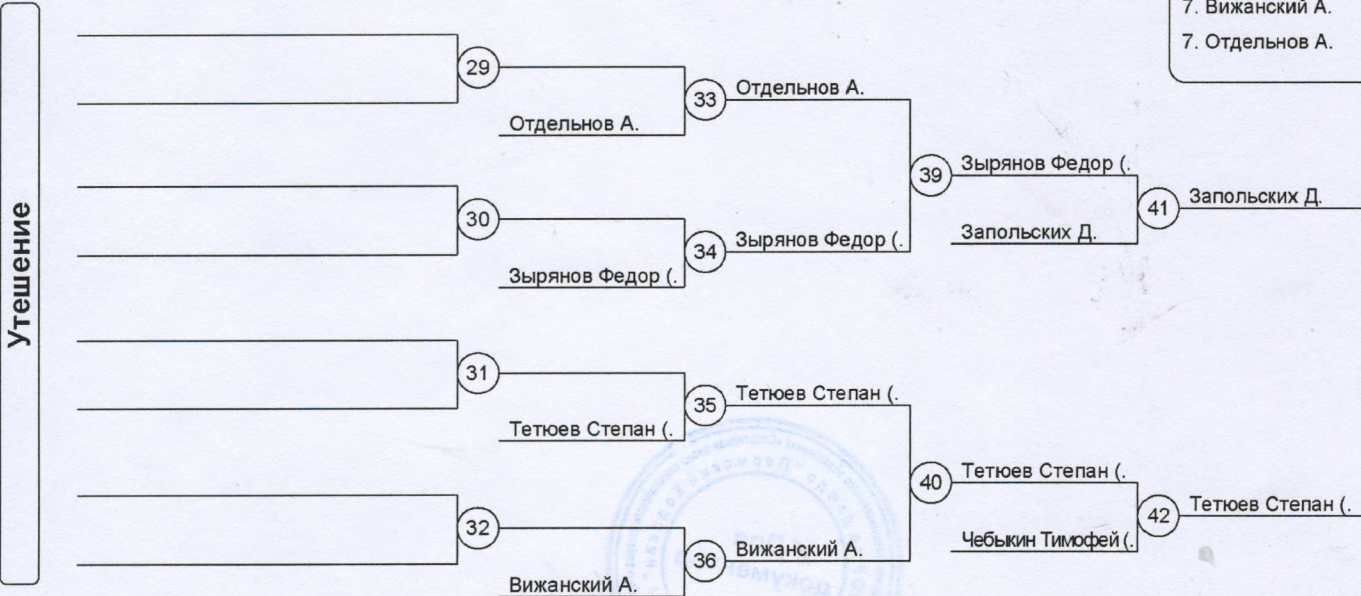 7. Вижанский А.
7. Отдельнов А.
Утешение
29
Отдельнов А.
33
Отдельнов А.
39
Зырянов Федор (.
41
Запольских Д.
30
Зырянов Федор (.
34
Зырянов Федор (.
Запольских Д.
31
Тетюев Степан (.
35
Тетюев Степан (.
40
Тетюев Степан (.
42
Тетюев Степан (.
32
Вижанский А.
36
Вижанский А.
Чебыкин Тимофей (.